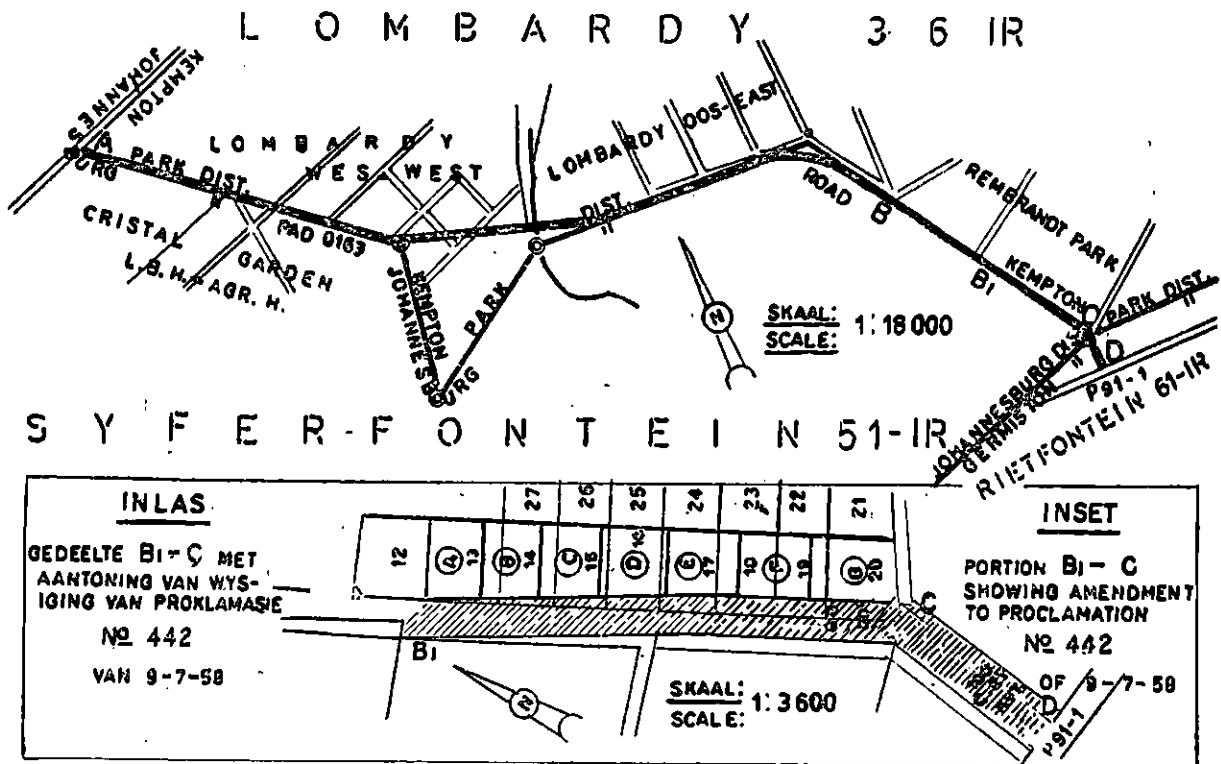 LOMBARDY 36 IR
JOHANNES
KEMPTON
BURG
A
PARK DIST.
LOMBARDY
WES-WEST
CRISTAL
GARDEN
L.B.H.-AGR. H.
PAD 0163
KEMPTON
JOHANNESBURG
PARK
DIST.
"
LOMBARDY OOS-EAST
ROAD
B
REMBRANDT PARK
B1
KEMPTON
PARK DIST.
"
C
D
JOHANNESBURG DIST.
GERMISTON "
P91-1
RIETFONTEIN 61-IR
N
SKAAL: 1:18 000
SCALE:
SYFER-FONTEIN 51-IR
INLAS
GEDEELTE B1-C MET
AANTONING VAN WYS-
IGING VAN PROKLAMASIE
No 442
VAN 9-7-58
27 26 25 24 23 22 21
12 A 13 B 14 C 15 D 16 E 17 18 F 19 G 20
C
B1
N
SKAAL: 1:3600
SCALE:
D
P91-1
INSET
PORTION B1-C
SHOWING AMENDMENT
TO PROCLAMATION
No 442
OF 9-7-58